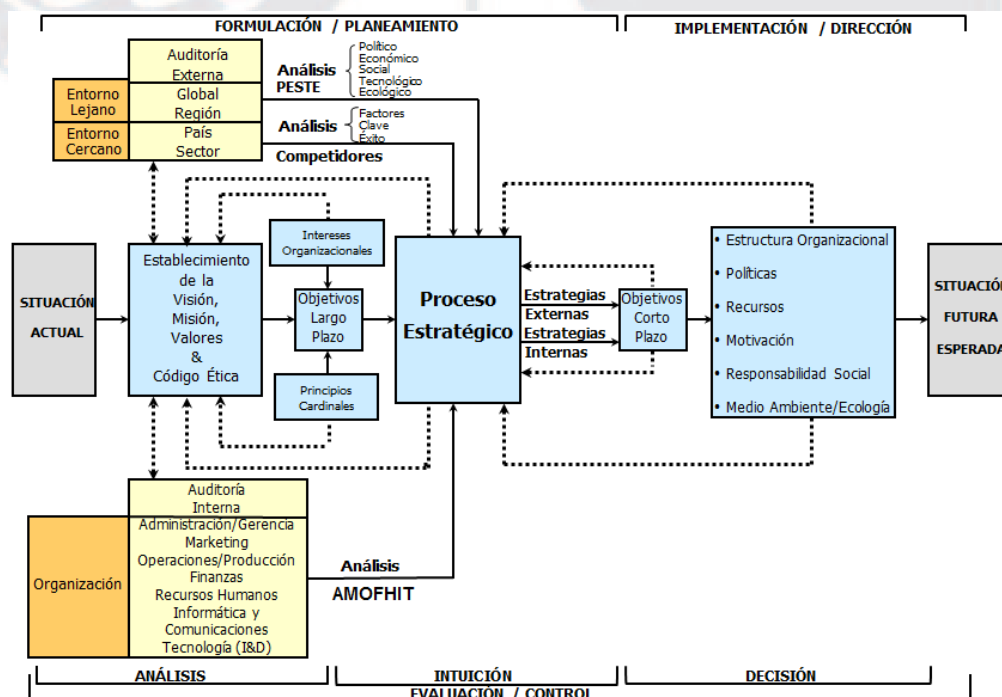 FORMULACIÓN / PLANEAMIENTO
IMPLEMENTACIÓN / DIRECCIÓN
Auditoría
Externa
Entorno
Lejano
Global
Región
Entorno
Cercano
País
Sector
Análisis
PESTE
Político
Económico
Social
Tecnológico
Ecológico
Análisis
Competidores
Factores
Clave
Éxito
SITUACIÓN
ACTUAL
Establecimiento
de la
Visión,
Misión,
Valores
&
Código Ética
Intereses
Organizacionales
Objetivos
Largo
Plazo
Principios
Cardinales
Proceso
Estratégico
Estrategias
Externas
Estrategias
Internas
Objetivos
Corto
Plazo
• Estructura Organizacional
• Políticas
• Recursos
• Motivación
• Responsabilidad Social
• Medio Ambiente/Ecología
SITUACIÓN
FUTURA
ESPERADA
Organización
Auditoría
Interna
Administración/Gerencia
Marketing
Operaciones/Producción
Finanzas
Recursos Humanos
Informática y
Comunicaciones
Tecnología (I&D)
Análisis
AMOFHIT
ANÁLISIS
INTUICIÓN
DECISIÓN
EVALUACIÓN / CONTROL